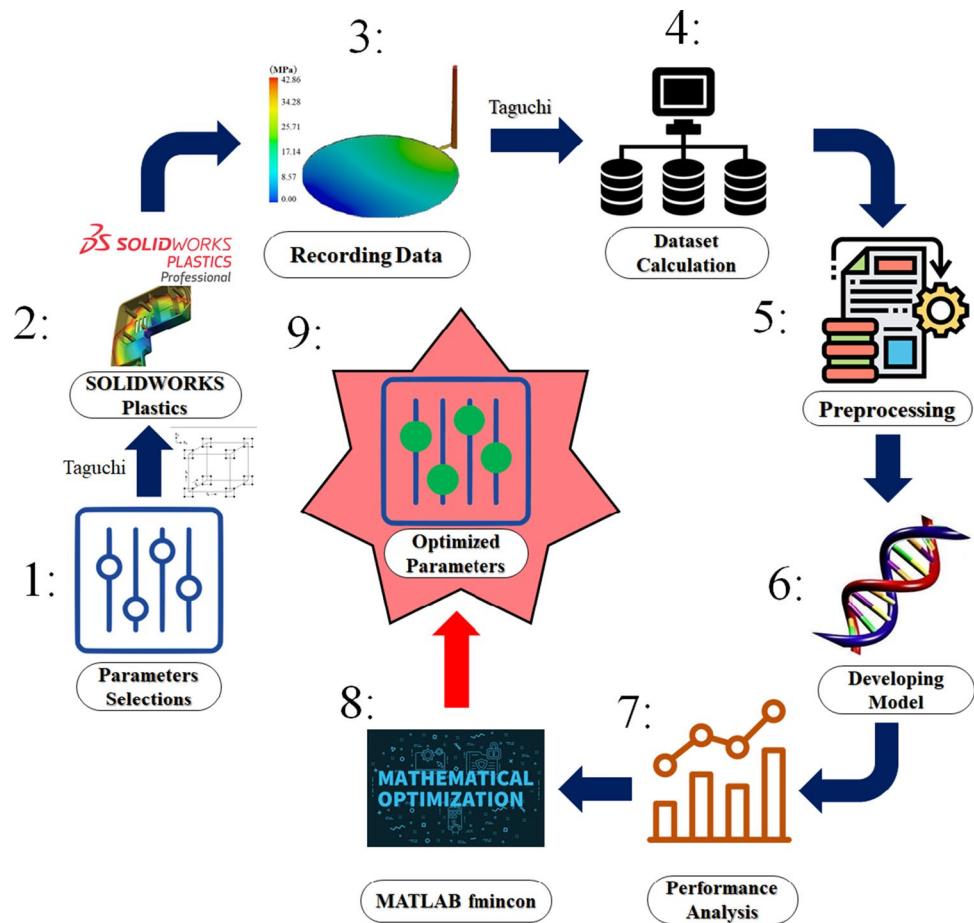 1:
Parameters
Selections
Taguchi
2:
SOLIDWORKS
PLASTICS
Professional
SOLIDWORKS
Plastics
3:
(MPa)
42.86
34.28
25.71
17.14
8.57
0.00
Recording Data
Taguchi
4:
Dataset
Calculation
5:
Preprocessing
6:
Developing
Model
7:
Performance
Analysis
8:
MATHEMATICAL
OPTIMIZATION
MATLAB fmincon
9:
Optimized
Parameters